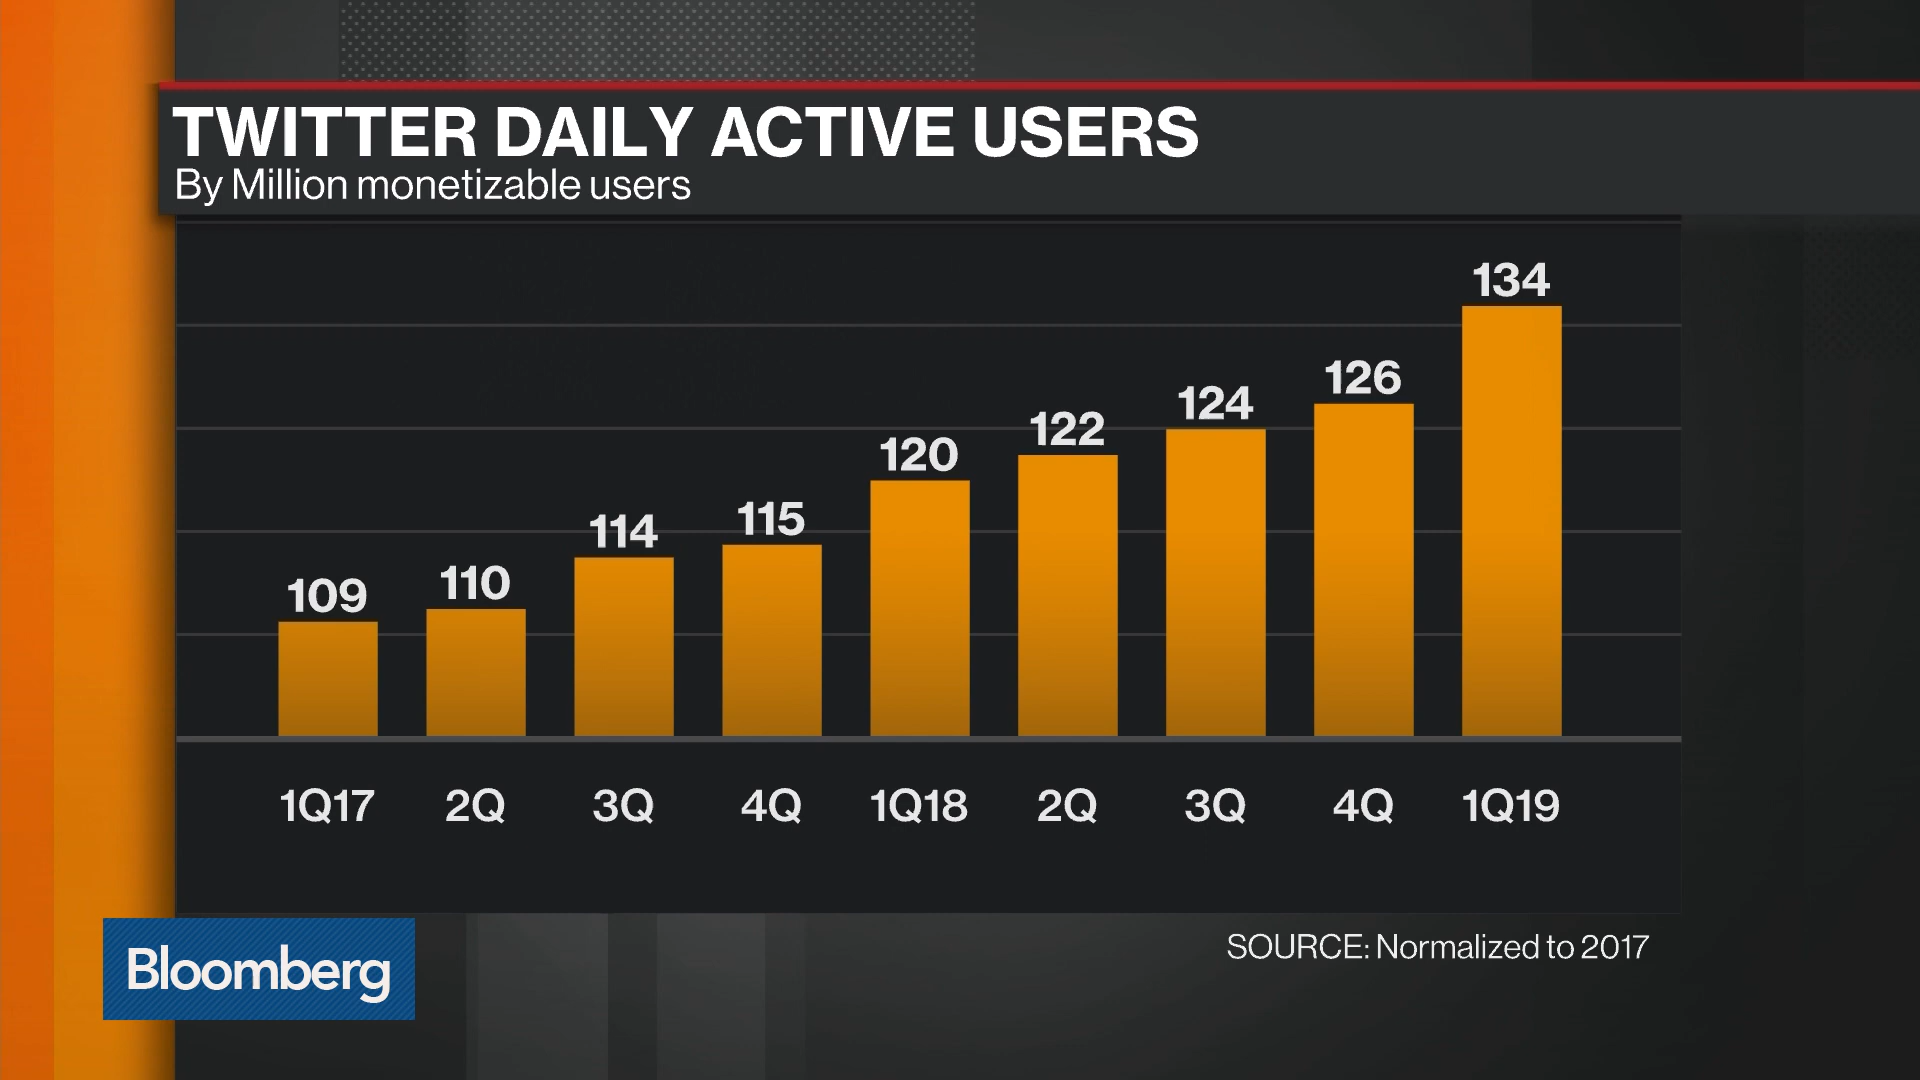 TWITTER DAILY ACTIVE USERS
By Million monetizable users
109 110 114 115 120 122 124 126 134
1Q17 2Q 3Q 4Q 1Q18 2Q 3Q 4Q 1Q19
Bloomberg
SOURCE: Normalized to 2017